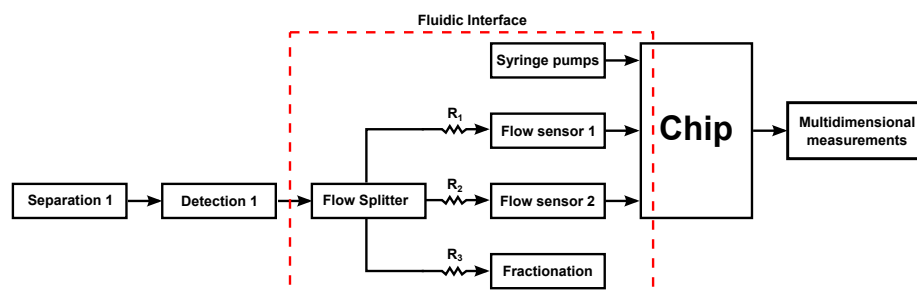 Fluidic Interface
Syringe pumps
R1
Flow sensor 1
Chip
Multidimensional
measurements
Separation 1
Detection 1
Flow Splitter
R2
Flow sensor 2
R3
Fractionation